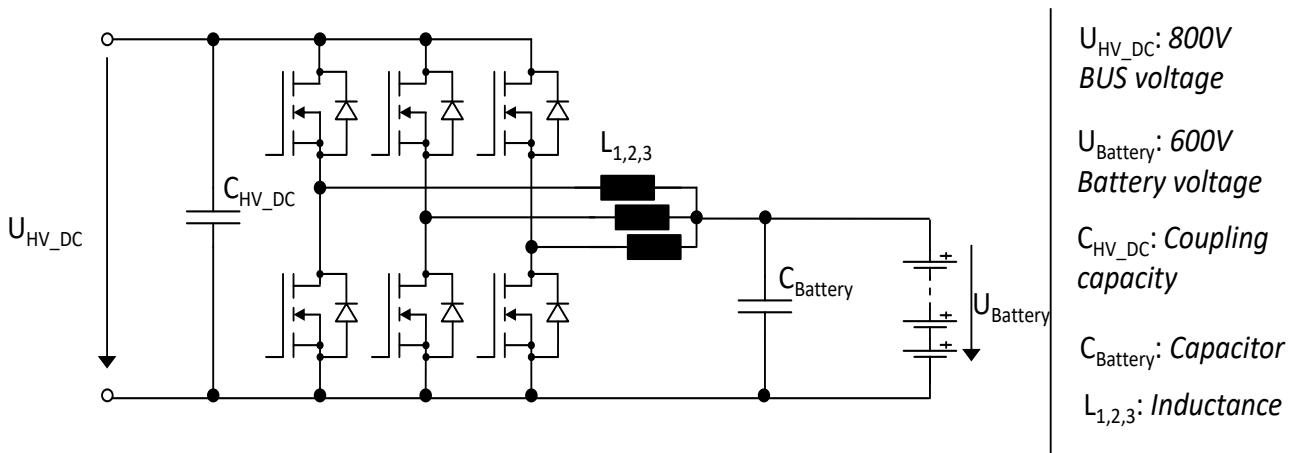 U_HV_DC
C_HV_DC
L_1,2,3
C_Battery
+
+
+
U_Battery
U_HV_DC: 800V
BUS voltage
U_Battery: 600V
Battery voltage
C_HV_DC: Coupling
capacity
C_Battery: Capacitor
L_1,2,3: Inductance